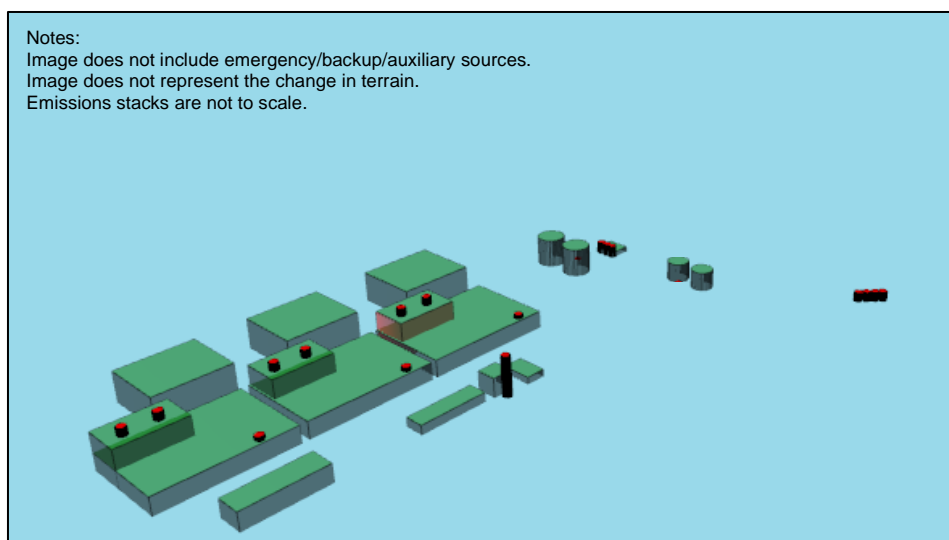 Notes:
Image does not include emergency/backup/auxiliary sources.
Image does not represent the change in terrain.
Emissions stacks are not to scale.